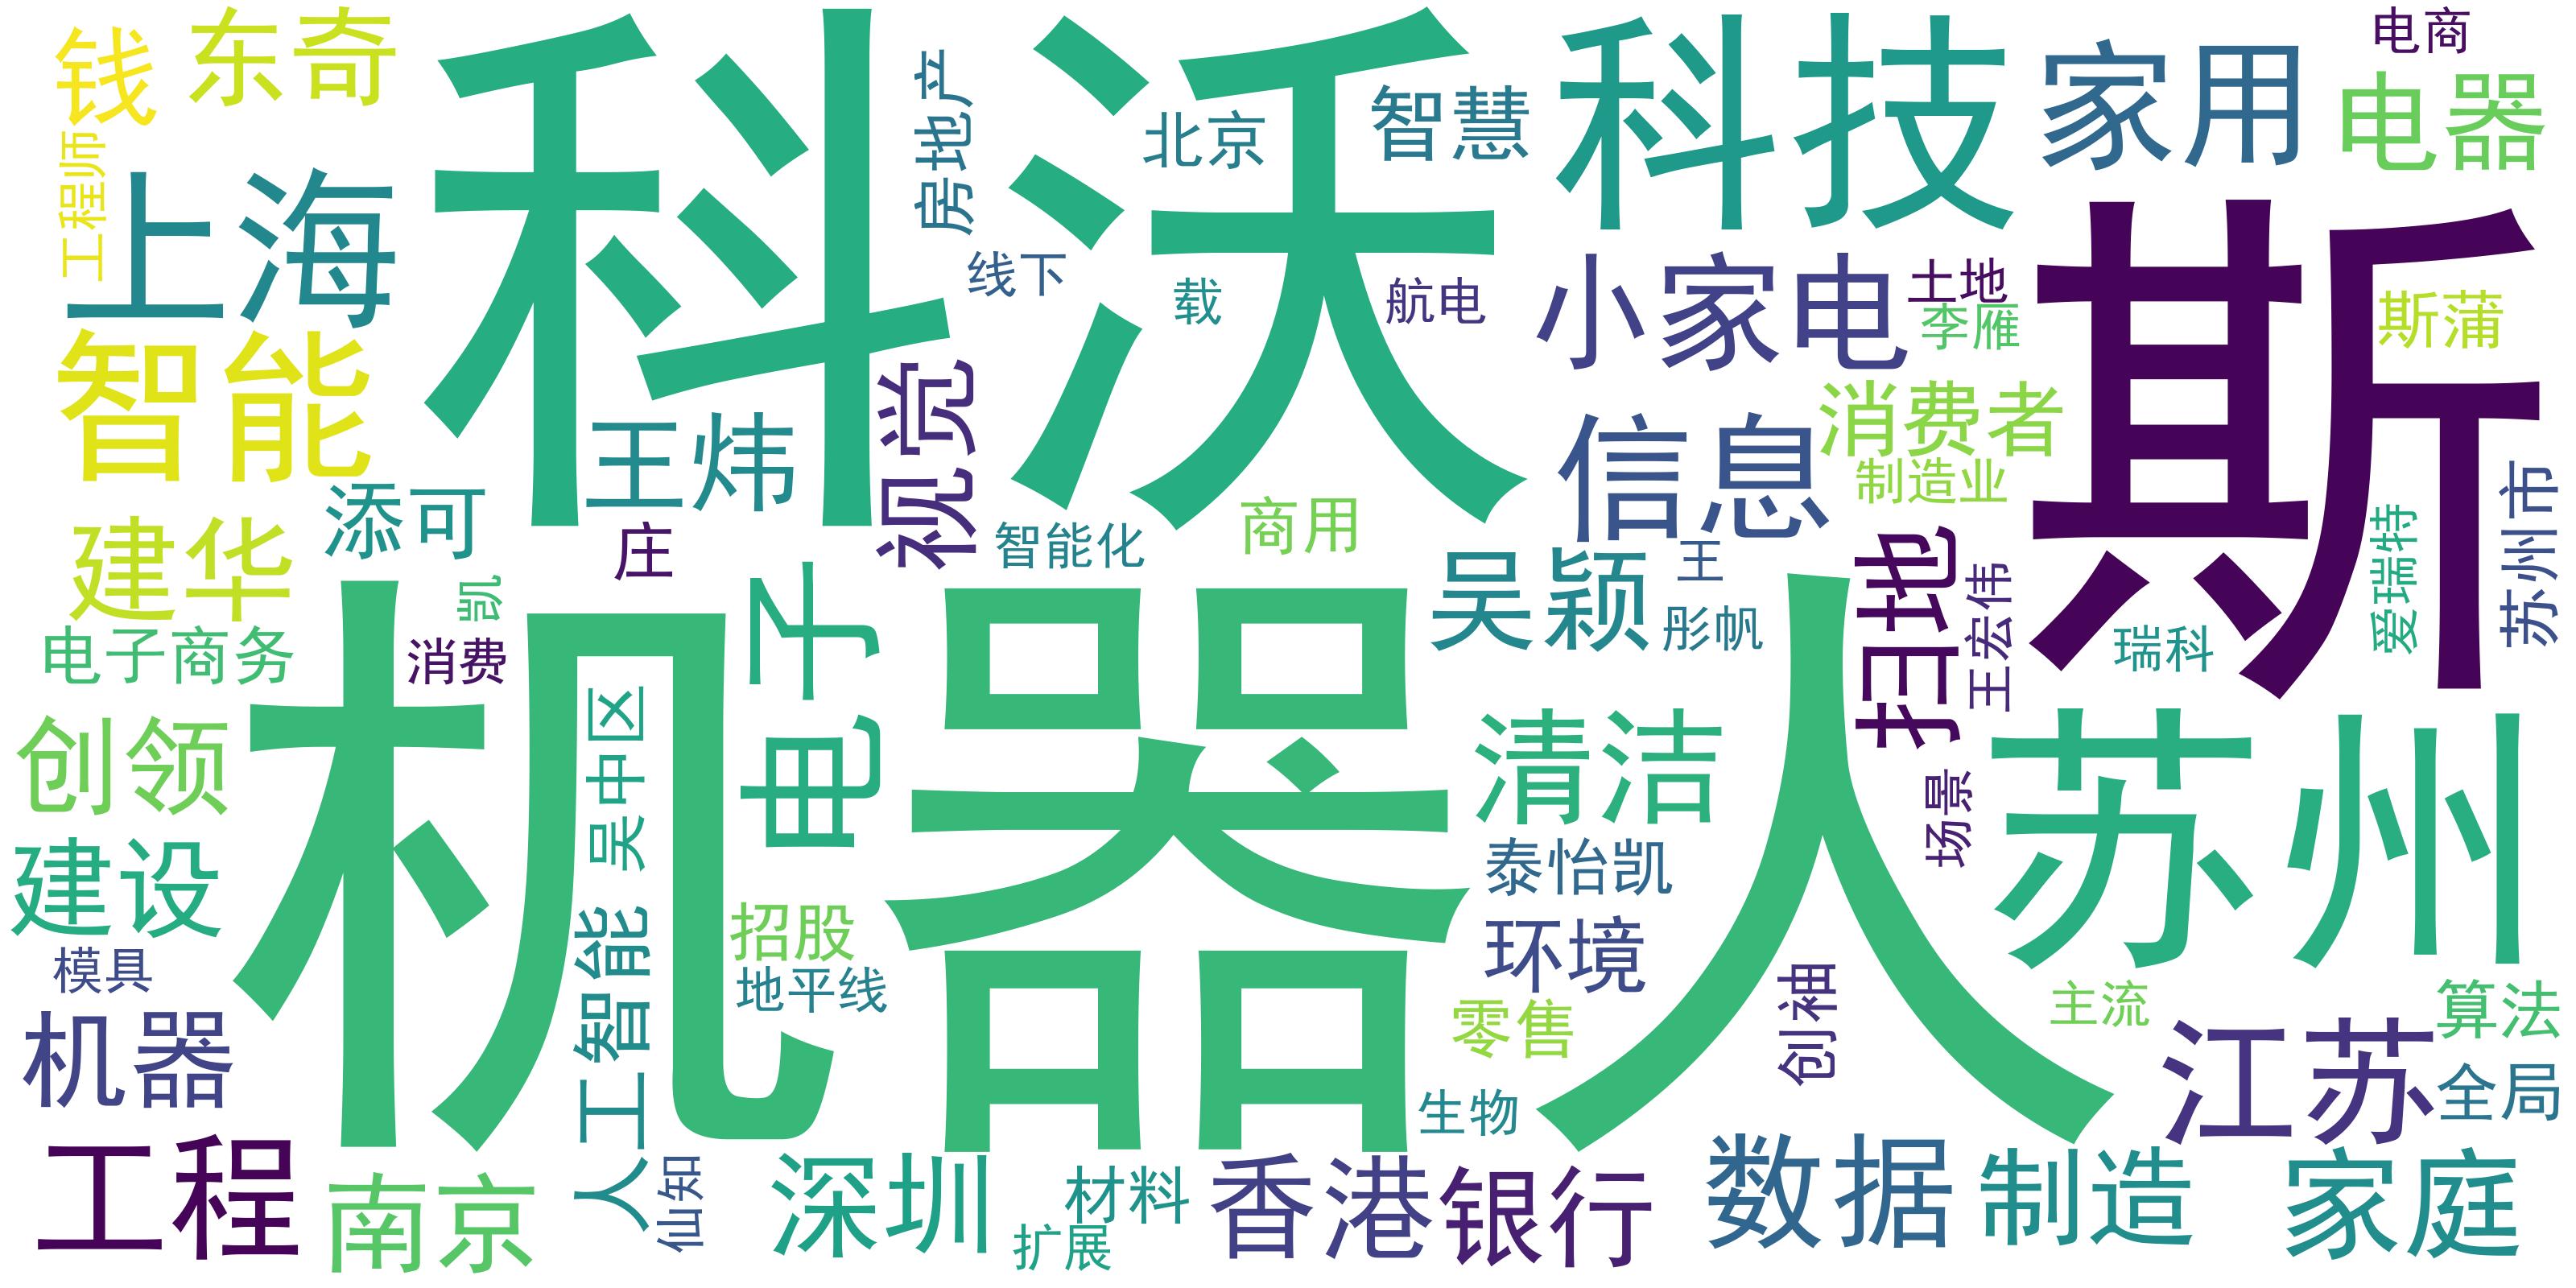 钱
东奇
科沃
科技
家用
电商
电器
工程师
上海
房地产
北京
智慧
线下
载
航电
小家电
土地
李雁
斯
斯蒲
智能
王炜
视觉
信息
消费者
制造业
添可
庄
智能化
商用
吴颖
王
彤帆
扫地
王宏伟
爱瑞特
苏州市
瑞科
建华
凯
电子商务
消费
机器人
电子
吴中区
创领
清洁
苏州
场景
建设
泰怡凯
招股
地平线
环境
零售
创袖
主流
算法
模具
机器
人工智能
生物
江苏
全局
工程
南京
仙知
深圳
材料
扩展
香港
银行
数据
制造
家庭